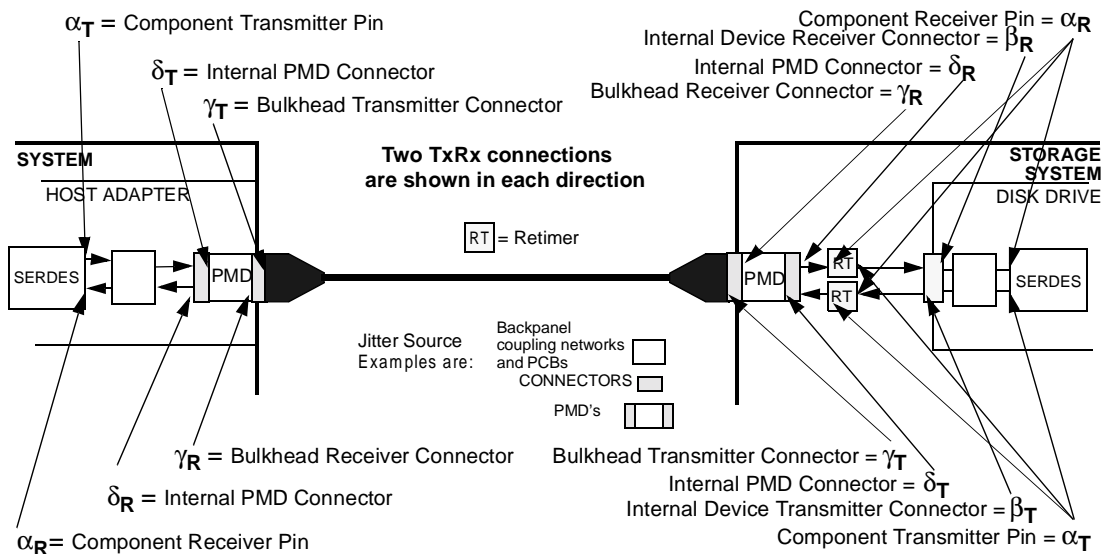 αT = Component Transmitter Pin
δT = Internal PMD Connector
γT = Bulkhead Transmitter Connector
Component Receiver Pin = αR
Internal Device Receiver Connector = βR
Internal PMD Connector = δR
Bulkhead Receiver Connector = γR
SYSTEM
HOST ADAPTER
Two TxRx connections
are shown in each direction
STORAGE
SYSTEM
DISK DRIVE
RT = Retimer
SERDES
PMD
PMD
RT
RT
SERDES
Jitter Source
Examples are:
Backpanel
coupling networks
and PCBs
CONNECTORS
PMD's
γR = Bulkhead Receiver Connector
δR = Internal PMD Connector
αR = Component Receiver Pin
Bulkhead Transmitter Connector = γT
Internal PMD Connector = δT
Internal Device Transmitter Connector = βT
Component Transmitter Pin = αT